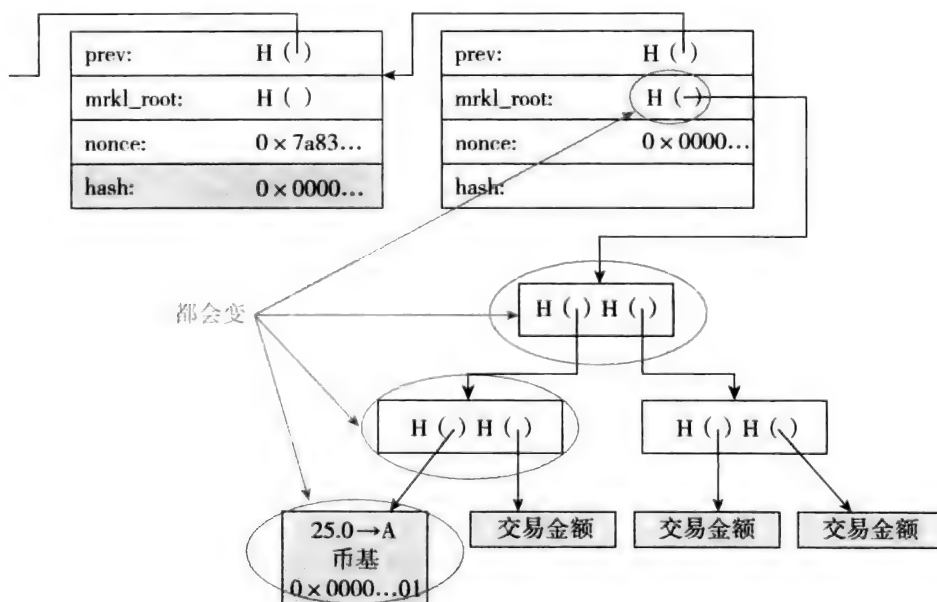 prev: H ( )
mrkl_root: H ( )
nonce: 0 × 7a83...
hash: 0 × 0000...
prev: H ( )
mrkl_root: H ( )
nonce: 0 × 0000...
hash:
都会变
H ( ) H ( )
H ( ) H ( )
H ( ) H ( )
25.0→A
币基
0 × 0000...01
交易金额
交易金额
交易金额